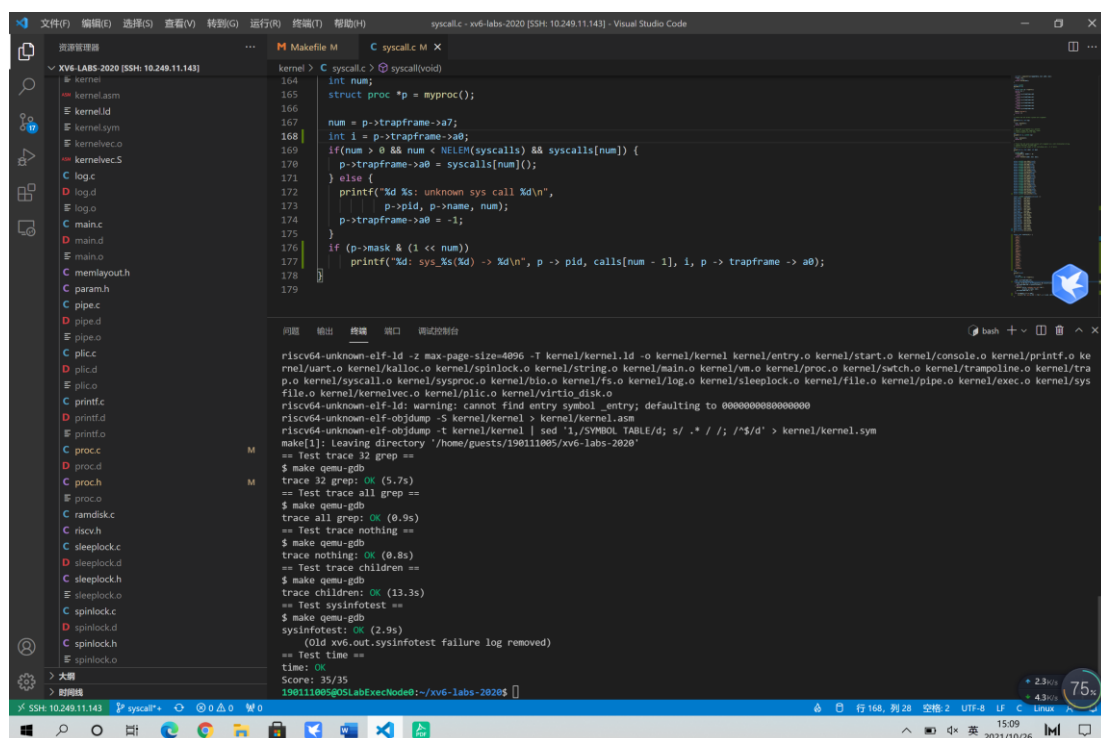 文件(F) 编辑(E) 选择(S) 查看(V) 转到(G) 运行(R) 终端(T) 帮助(H) syscall.c - xv6-labs-2020 [SSH: 10.249.11.143] - Visual Studio Code
资源管理器
Makefile M syscall.c M
XV6-LABS-2020 [SSH: 10.249.11.143]
kernel > C syscall.c > syscall(void)
kernel
kernel.asm
kernel.ld
kernel.sym
kernelvec.o
kernelvec.S
log.c
log.d
log.o
main.c
main.d
main.o
memlayout.h
param.h
pipe.c
pipe.d
pipe.o
plic.c
plic.d
plic.o
printf.c
printf.d
printf.o
proc.c M
proc.d
proc.h M
proc.o
ramdisk.c
riscv.h
sleeplock.c
sleeplock.d
sleeplock.h
sleeplock.o
spinlock.c
spinlock.d
spinlock.h
spinlock.o
大纲
时间线
17
164 int num;
165 struct proc *p = myproc();
166
167 num = p->trapframe->a7;
168 int i = p->trapframe->a0;
169 if(num > 0 && num < NELEM(syscalls) && syscalls[num]) {
170 p->trapframe->a0 = syscalls[num]();
171 } else {
172 printf("%d %s: unknown sys call %d\n",
173 p->pid, p->name, num);
174 p->trapframe->a0 = -1;
175 }
176 if (p->mask & (1 << num))
177 printf("%d: sys_%s(%d) -> %d\n", p -> pid, calls[num - 1], i, p -> trapframe -> a0);
178 }
179
问题 输出 终端 端口 调试控制台 bash
riscv64-unknown-elf-ld -z max-page-size=4096 -T kernel/kernel.ld -o kernel/kernel kernel/entry.o kernel/start.o kernel/console.o kernel/printf.o ke
rnel/uart.o kernel/kalloc.o kernel/spinlock.o kernel/string.o kernel/main.o kernel/vm.o kernel/proc.o kernel/swtch.o kernel/trampoline.o kernel/tra
p.o kernel/syscall.o kernel/sysproc.o kernel/bio.o kernel/fs.o kernel/log.o kernel/sleeplock.o kernel/file.o kernel/pipe.o kernel/exec.o kernel/sys
file.o kernel/kernelvec.o kernel/plic.o kernel/virtio_disk.o
riscv64-unknown-elf-ld: warning: cannot find entry symbol _entry; defaulting to 0000000080000000
riscv64-unknown-elf-objdump -S kernel/kernel > kernel/kernel.asm
riscv64-unknown-elf-objdump -t kernel/kernel | sed '1,/SYMBOL TABLE/d; s/ .* / /; /^$/d' > kernel/kernel.sym
make[1]: Leaving directory '/home/guests/190111005/xv6-labs-2020'
== Test trace 32 grep ==
$ make qemu-gdb
trace 32 grep: OK (5.7s)
== Test trace all grep ==
$ make qemu-gdb
trace all grep: OK (0.9s)
== Test trace nothing ==
$ make qemu-gdb
trace nothing: OK (0.8s)
== Test trace children ==
$ make qemu-gdb
trace children: OK (13.3s)
== Test sysinfotest ==
$ make qemu-gdb
sysinfotest: OK (2.9s)
(Old xv6.out.sysinfotest failure log removed)
== Test time ==
time: OK
Score: 35/35
190111005@OSLabExecNode0:~/xv6-labs-2020$
2.3K/s
4.3K/s
75%
SSH: 10.249.11.143 syscall*+ 0 0 0 行 168, 列 28 空格: 2 UTF-8 LF C Linux
英 15:09
2021/10/26